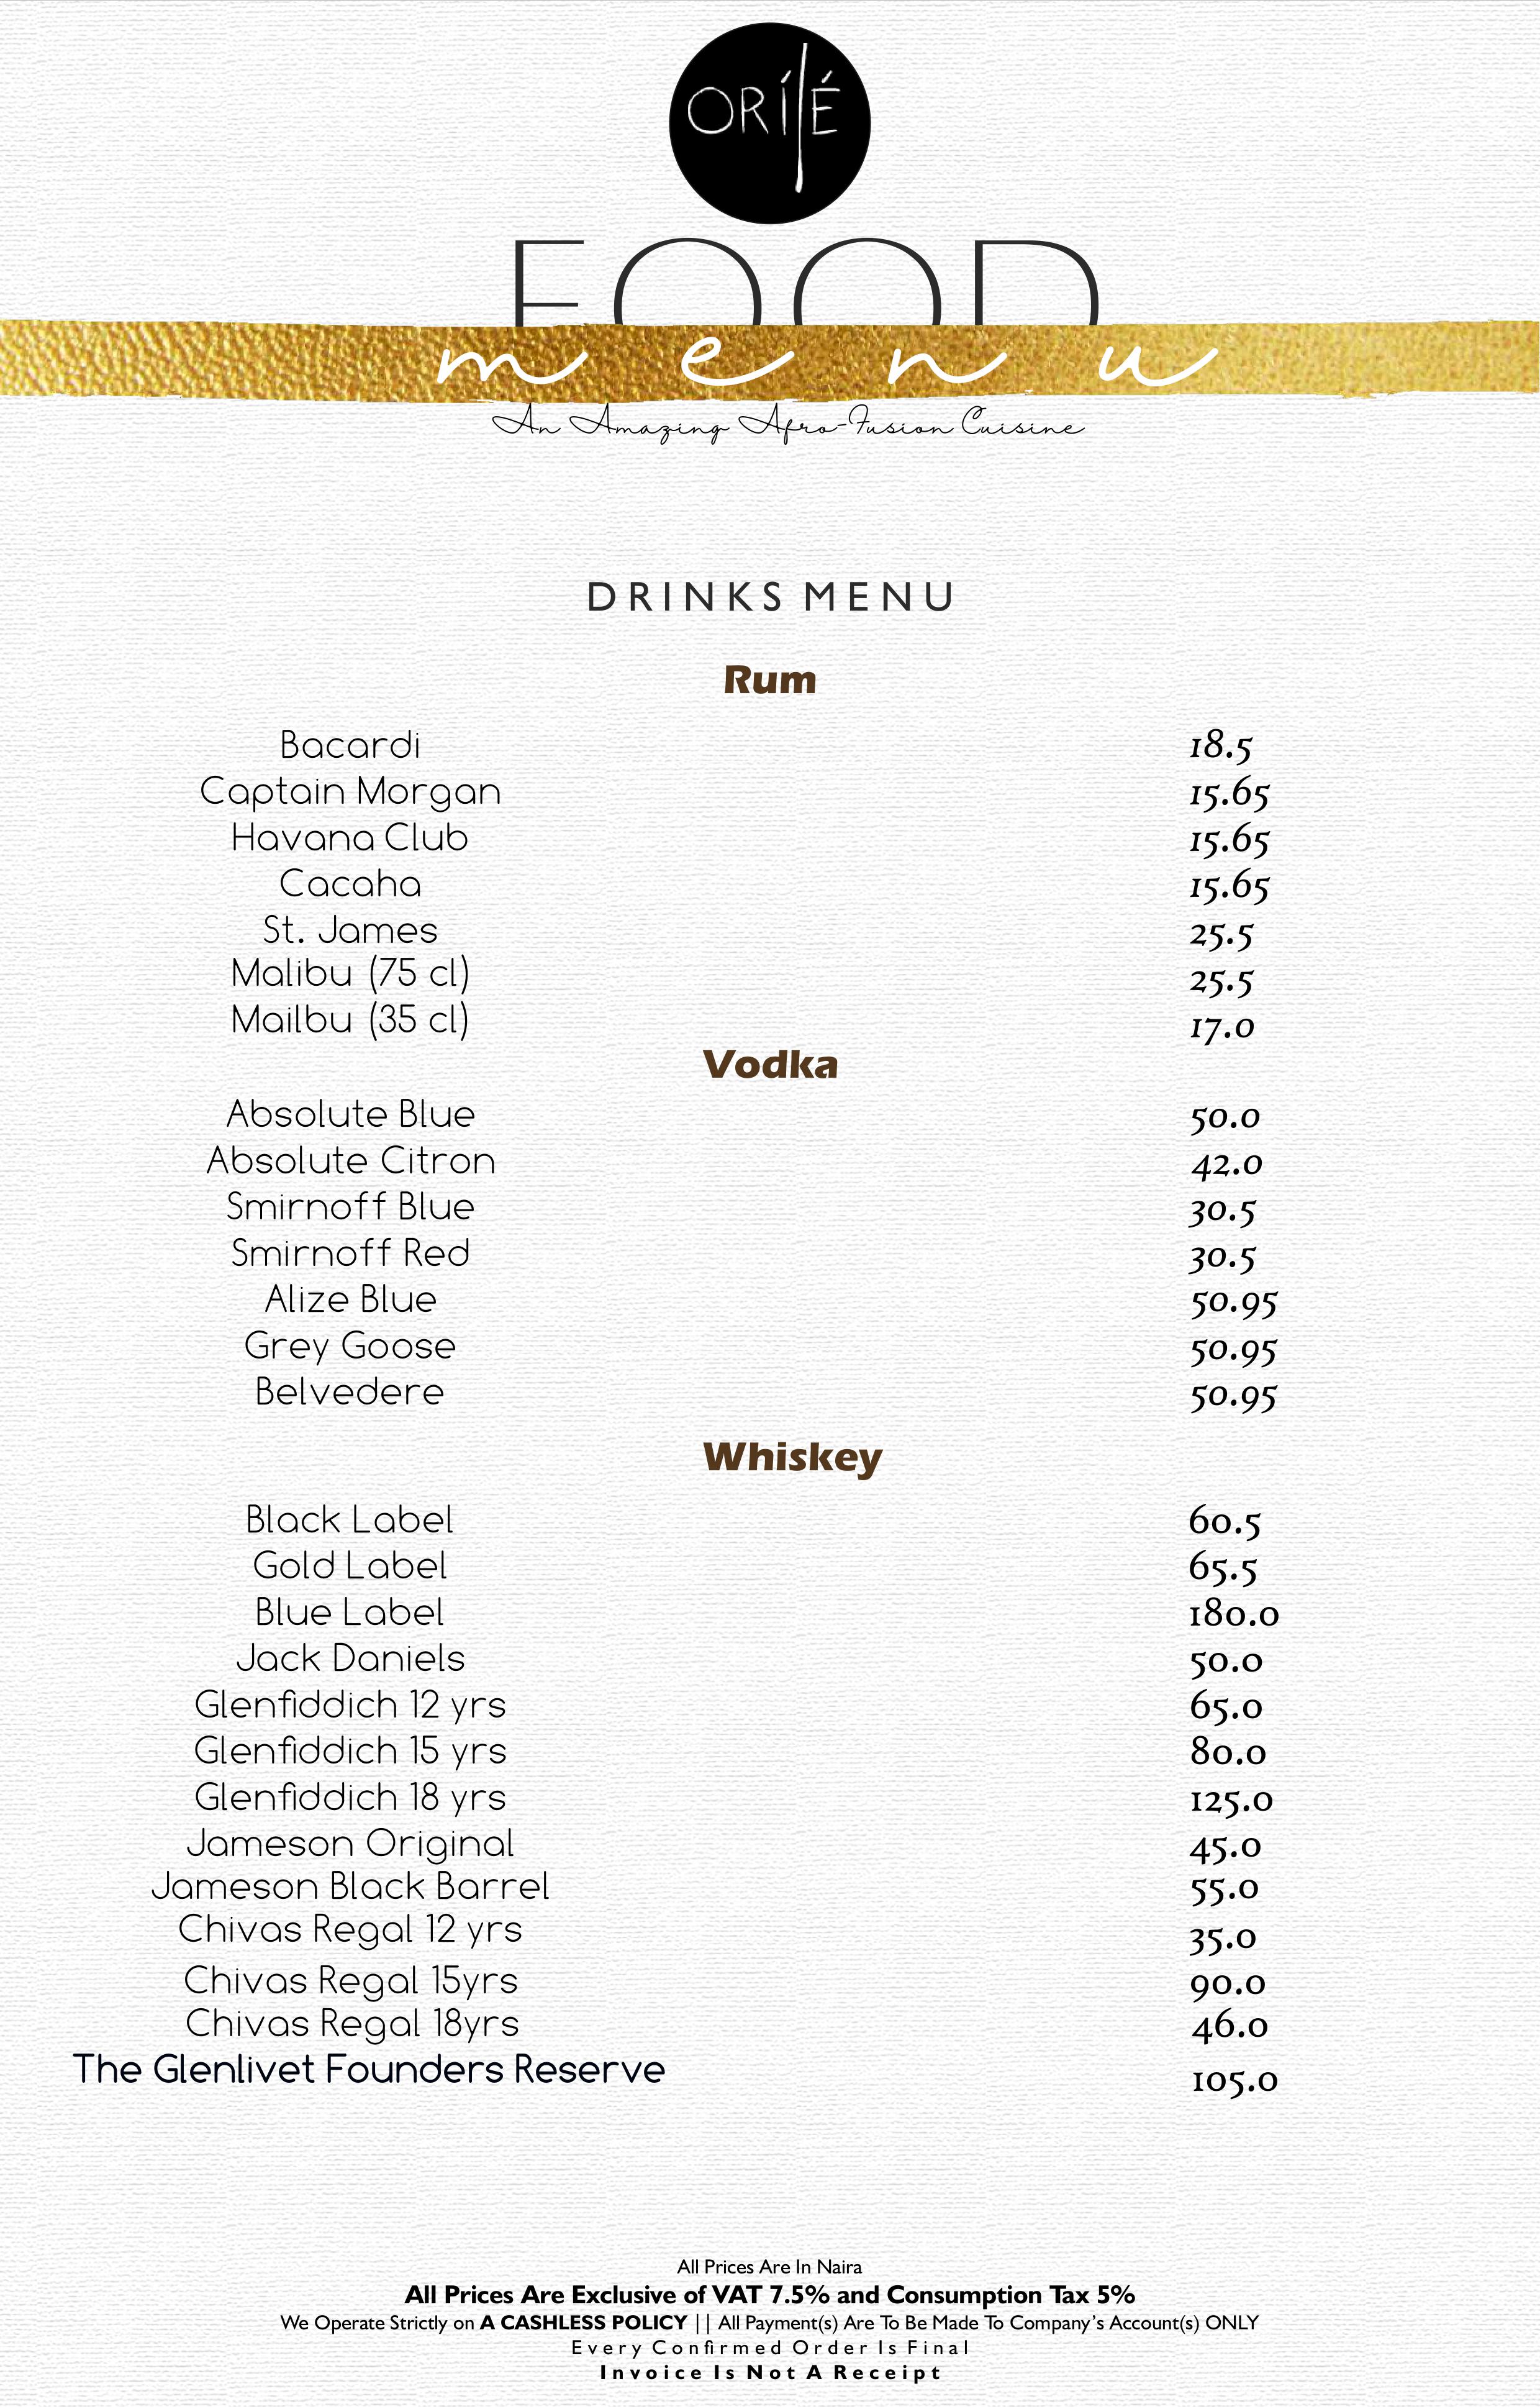 ORÍLÉ
FOOD
menu
An Amazing Afro-Fusion Cuisine
DRINKS MENU
Rum
Bacardi 18.5
Captain Morgan 15.65
Havana Club 15.65
Cacaha 15.65
St. James 25.5
Malibu (75 cl) 25.5
Mailbu (35 cl) 17.0
Vodka
Absolute Blue 50.0
Absolute Citron 42.0
Smirnoff Blue 30.5
Smirnoff Red 30.5
Alize Blue 50.95
Grey Goose 50.95
Belvedere 50.95
Whiskey
Black Label 60.5
Gold Label 65.5
Blue Label 180.0
Jack Daniels 50.0
Glenfiddich 12 yrs 65.0
Glenfiddich 15 yrs 80.0
Glenfiddich 18 yrs 125.0
Jameson Original 45.0
Jameson Black Barrel 55.0
Chivas Regal 12 yrs 35.0
Chivas Regal 15yrs 90.0
Chivas Regal 18yrs 46.0
The Glenlivet Founders Reserve 105.0
All Prices Are In Naira
All Prices Are Exclusive of VAT 7.5% and Consumption Tax 5%
We Operate Strictly on A CASHLESS POLICY || All Payment(s) Are To Be Made To Company's Account(s) ONLY
Every Confirmed Order Is Final
Invoice Is Not A Receipt